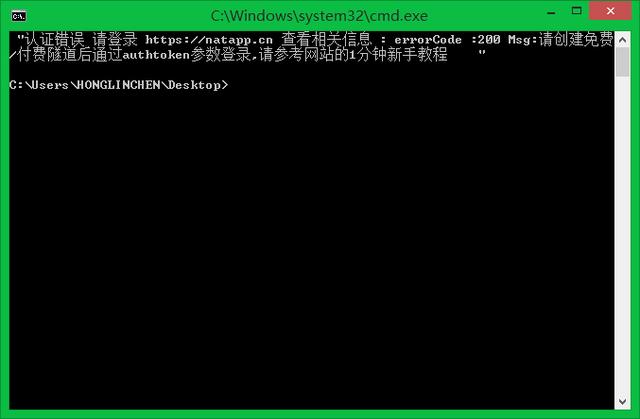 C:\Windows\system32\cmd.exe
"认证错误 请登录 https://natapp.cn 查看相关信息 : errorCode :200 Msg:请创建免费
/付费隧道后通过authtoken参数登录,请参考网站的1分钟新手教程 "
C:\Users\HONGLINCHEN\Desktop>